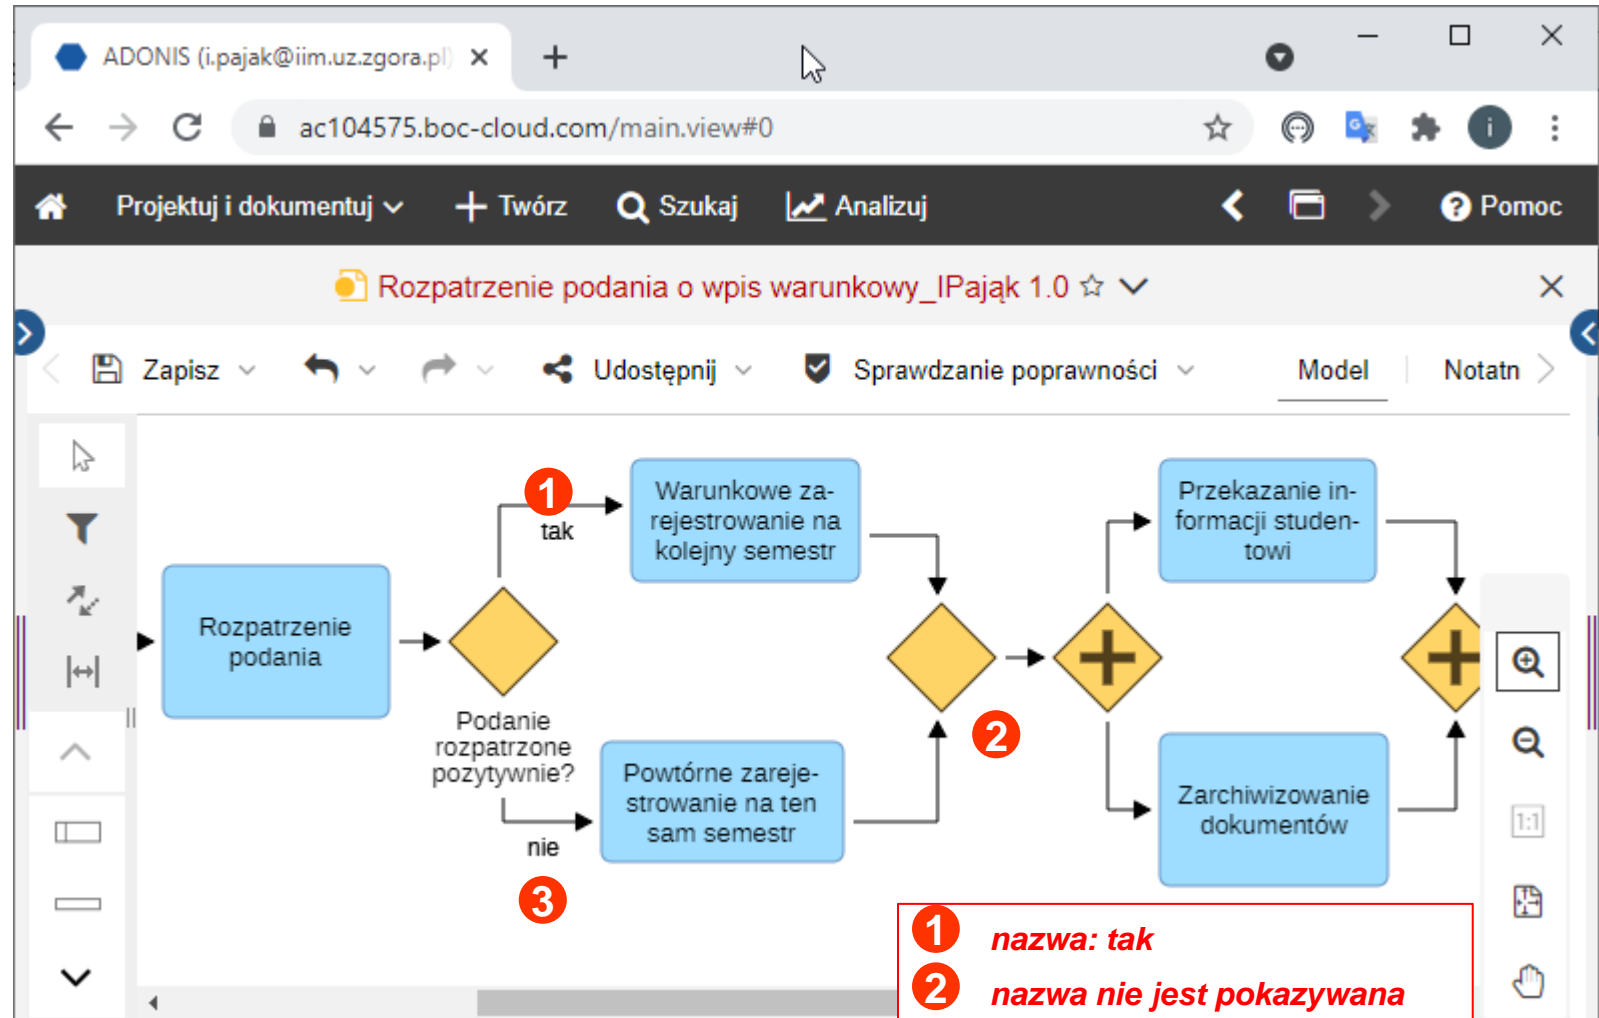 ADONIS (i.pajak@iim.uz.zgora.pl)
ac104575.boc-cloud.com/main.view#0
i
Projektuj i dokumentuj
Twórz
Szukaj
Analizuj
Pomoc
Rozpatrzenie podania o wpis warunkowy_IPająk 1.0
Zapisz
Udostępnij
Sprawdzanie poprawności
Model
Notatn
1
tak
Warunkowe za-
rejestrowanie na
kolejny semestr
Przekazanie in-
formacji studen-
towi
Rozpatrzenie
podania
Podanie
rozpatrzone
pozytywnie?
2
Powtórne zareje-
strowanie na ten
sam semestr
Zarchiwizowanie
dokumentów
nie
3
1:1
1 nazwa: tak
2 nazwa nie jest pokazywana